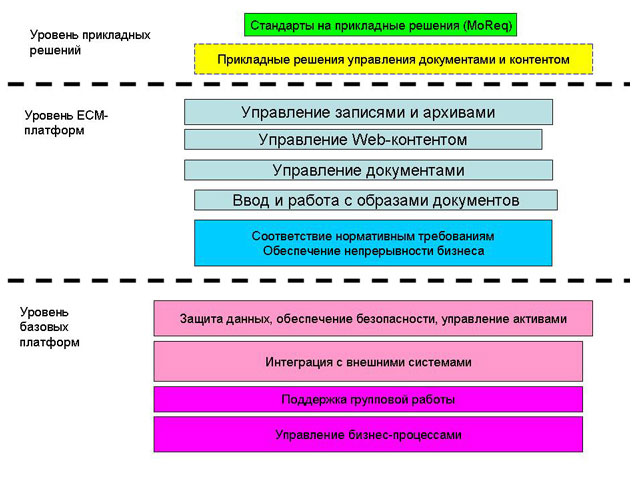 Уровень прикладных
решений
Стандарты на прикладные решения (MoReq)
Прикладные решения управления документами и контентом
Уровень ECM-
платформ
Управление записями и архивами
Управление Web-контентом
Управление документами
Ввод и работа с образами документов
Соответствие нормативным требованиям
Обеспечение непрерывности бизнеса
Уровень
базовых
платформ
Защита данных, обеспечение безопасности, управление активами
Интеграция с внешними системами
Поддержка групповой работы
Управление бизнес-процессами